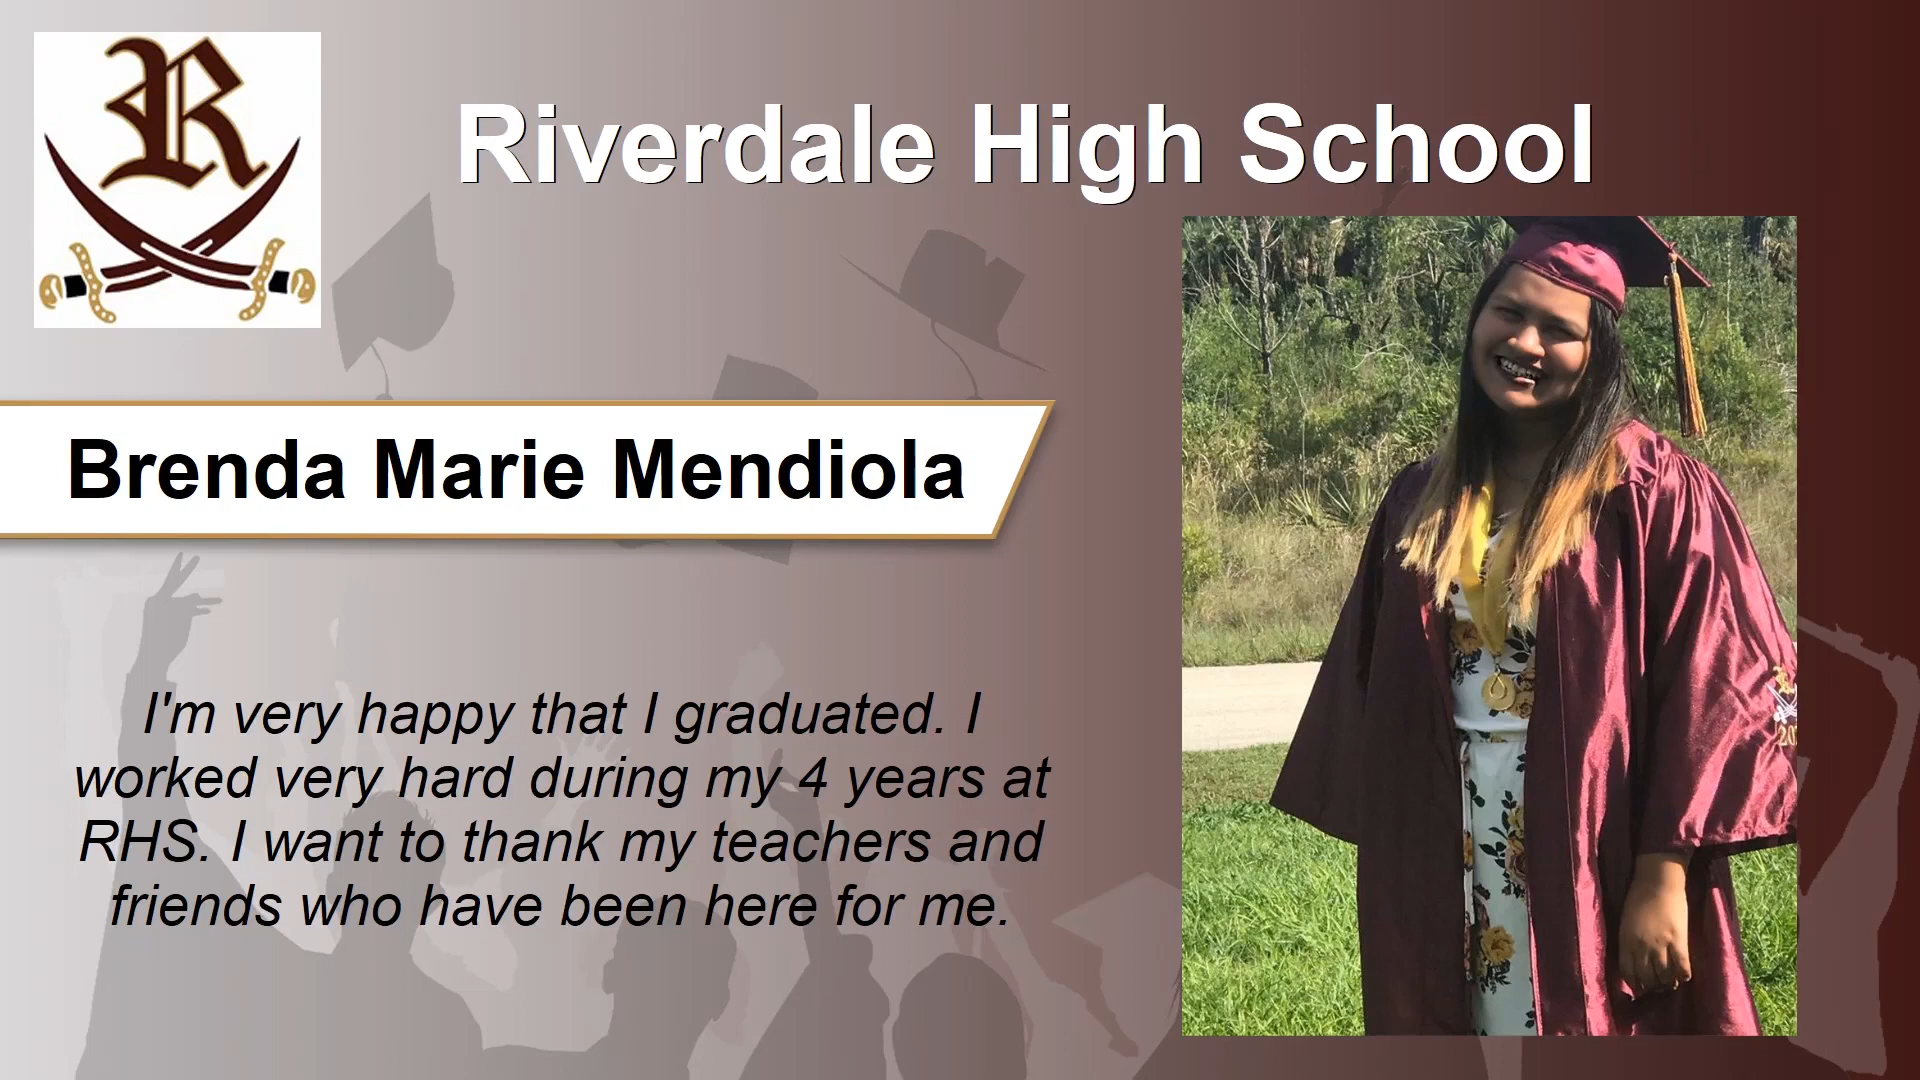 R
Riverdale High School
Brenda Marie Mendiola
I'm very happy that I graduated. I
worked very hard during my 4 years at
RHS. I want to thank my teachers and
friends who have been here for me.